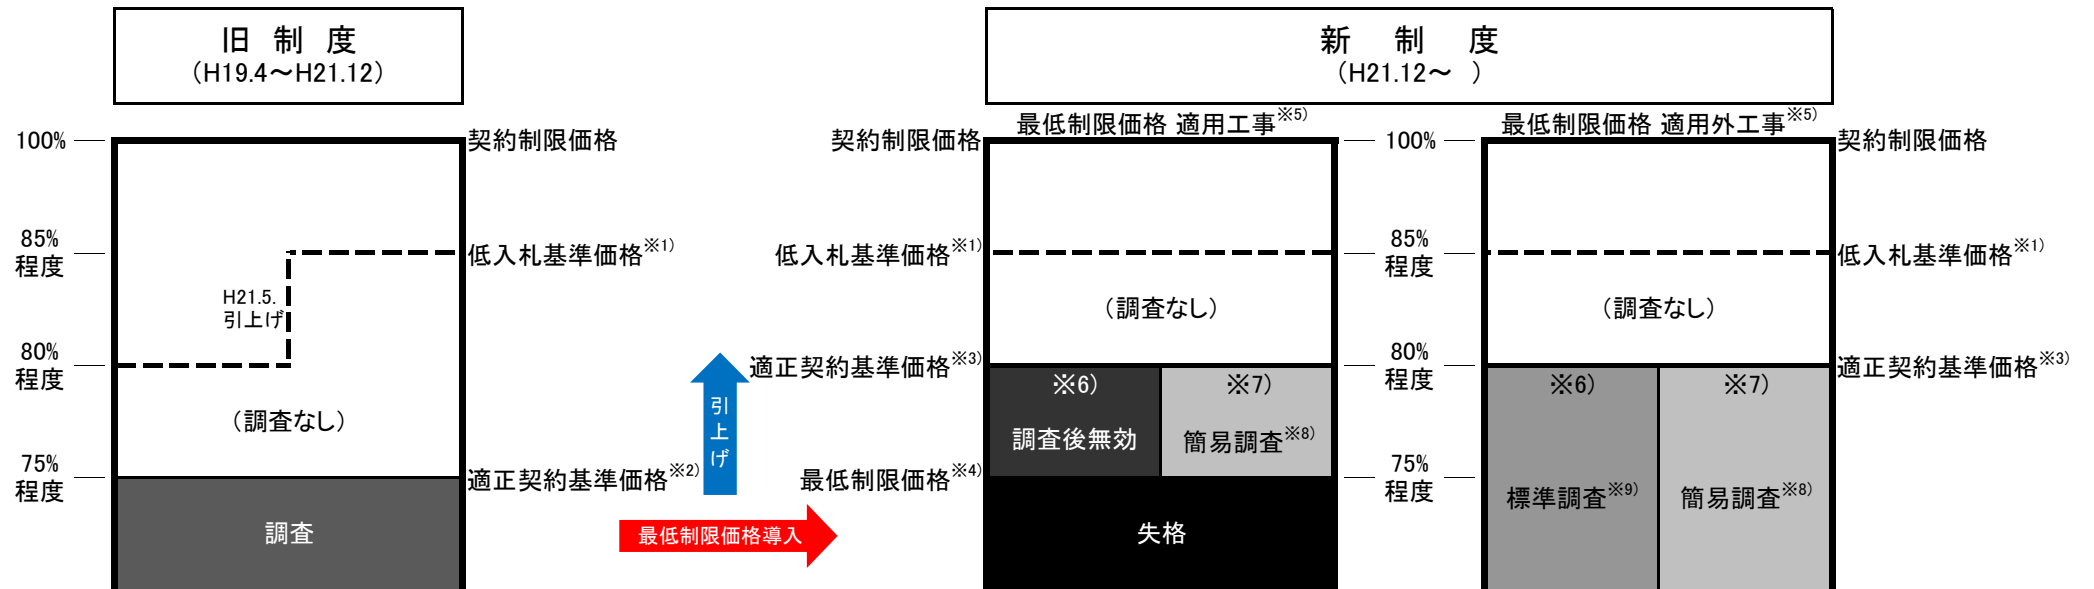 旧 制 度
（H19.4～H21.12）
新 制 度
（H21.12～ ）
100%
契約制限価格
85%
程度
低入札基準価格※1)
H21.5.
引上げ
80%
程度
（調査なし）
75%
程度
適正契約基準価格※2)
調査
引上げ
最低制限価格導入
最低制限価格 適用工事※5)
契約制限価格
低入札基準価格※1)
（調査なし）
適正契約基準価格※3)
※6)
調査後無効
※7)
簡易調査※8)
最低制限価格※4)
失格
100%
85%
程度
80%
程度
75%
程度
最低制限価格 適用外工事※5)
契約制限価格
低入札基準価格※1)
（調査なし）
適正契約基準価格※3)
※6)
標準調査※9)
※7)
簡易調査※8)